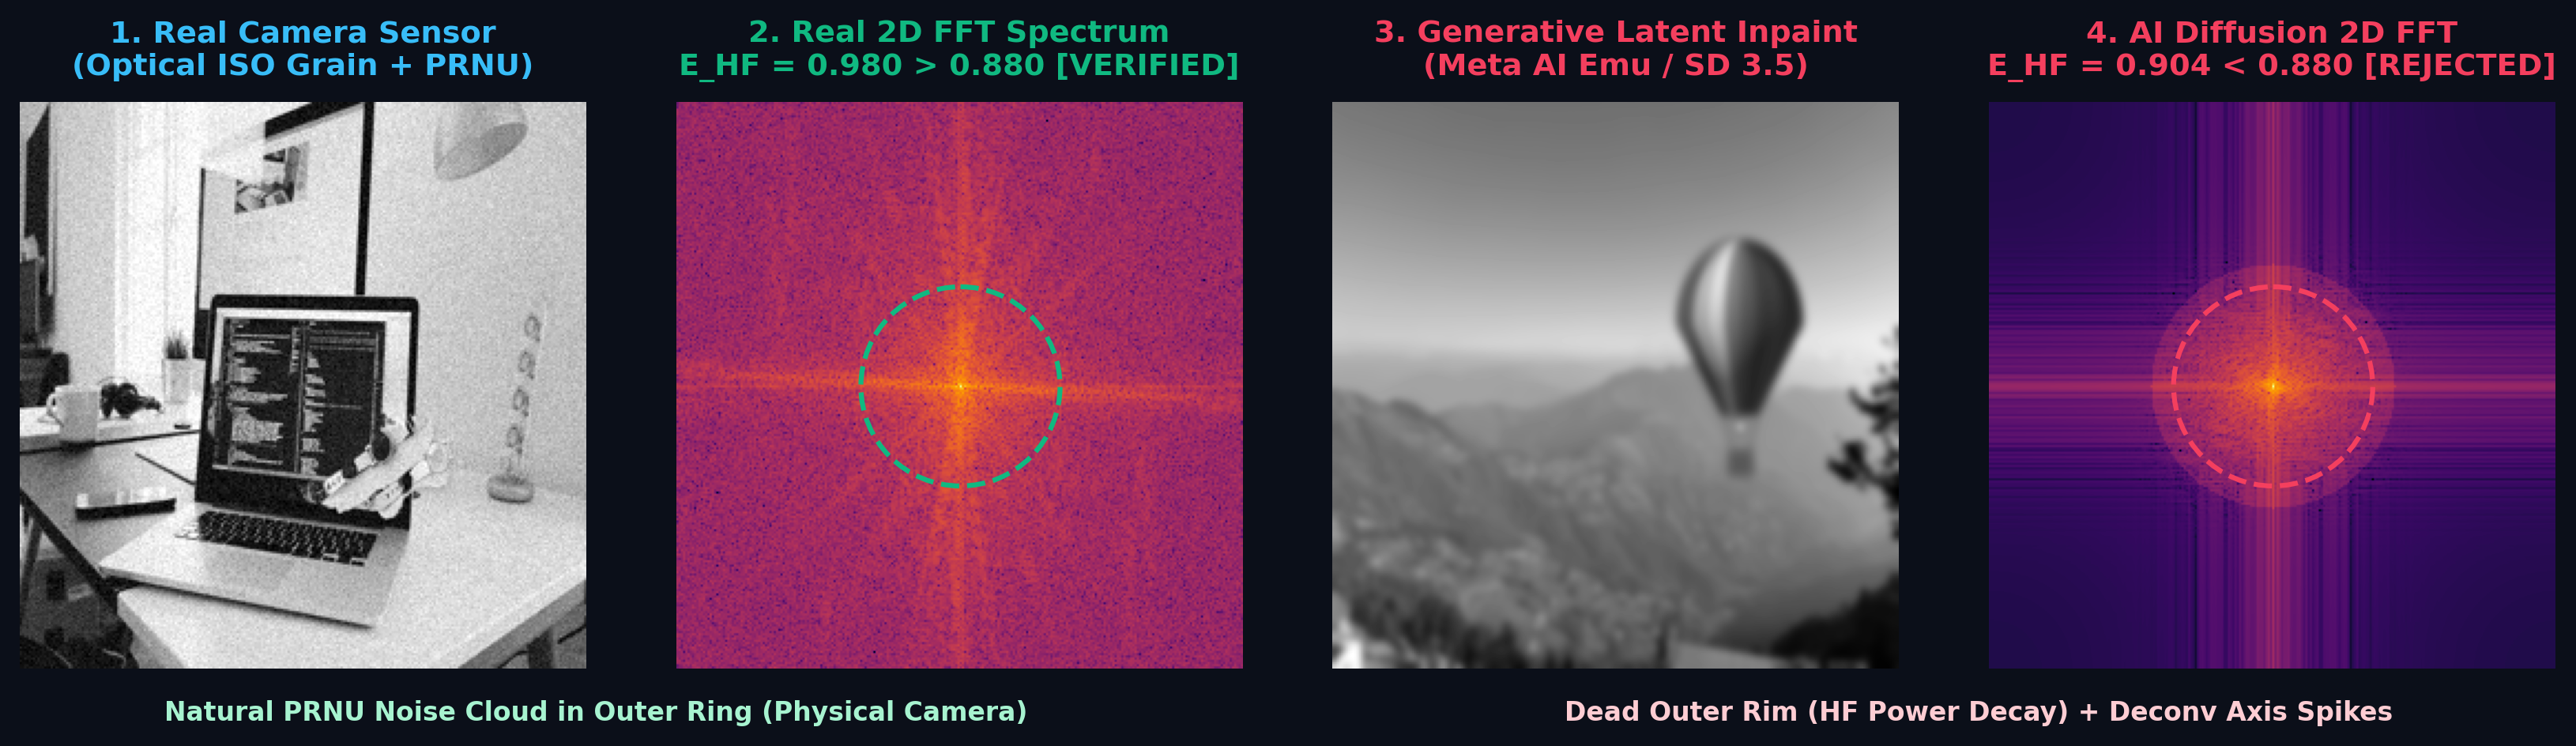 1. Real Camera Sensor
(Optical ISO Grain + PRNU)
2. Real 2D FFT Spectrum
E_HF = 0.980 > 0.880 [VERIFIED]
3. Generative Latent Inpaint
(Meta AI Emu / SD 3.5)
4. AI Diffusion 2D FFT
E_HF = 0.904 < 0.880 [REJECTED]
Natural PRNU Noise Cloud in Outer Ring (Physical Camera)
Dead Outer Rim (HF Power Decay) + Deconv Axis Spikes